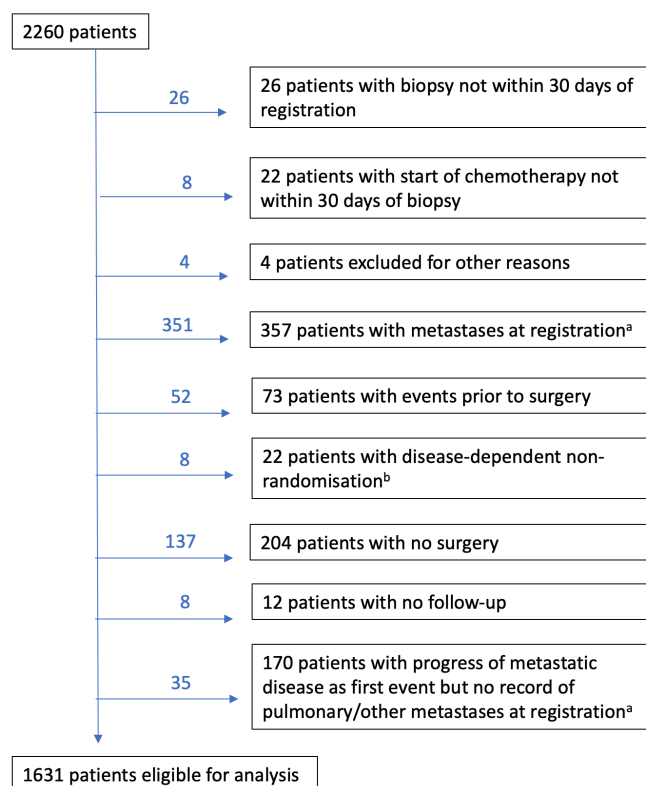 2260 patients
26
26 patients with biopsy not within 30 days of
registration
8
22 patients with start of chemotherapy not
within 30 days of biopsy
4
4 patients excluded for other reasons
351
357 patients with metastases at registrationᵃ
52
73 patients with events prior to surgery
8
22 patients with disease-dependent non-
randomisationᵇ
137
204 patients with no surgery
8
12 patients with no follow-up
35
170 patients with progress of metastatic
disease as first event but no record of
pulmonary/other metastases at registrationᵃ
1631 patients eligible for analysis